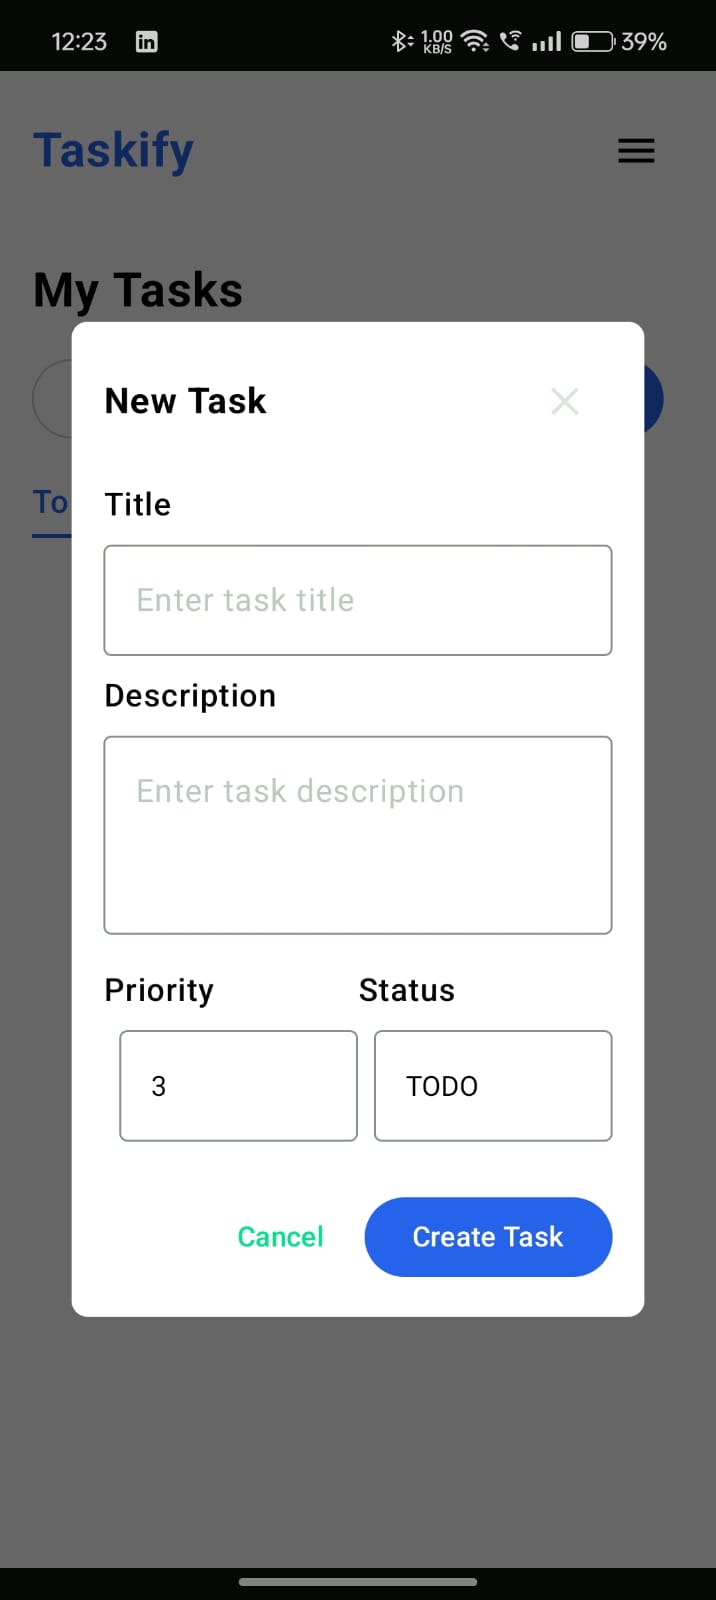 12:23 in 1.00 KB/S 39%
Taskify
My Tasks
New Task
To
Title
Enter task title
Description
Enter task description
Priority Status
3 TODO
Cancel Create Task